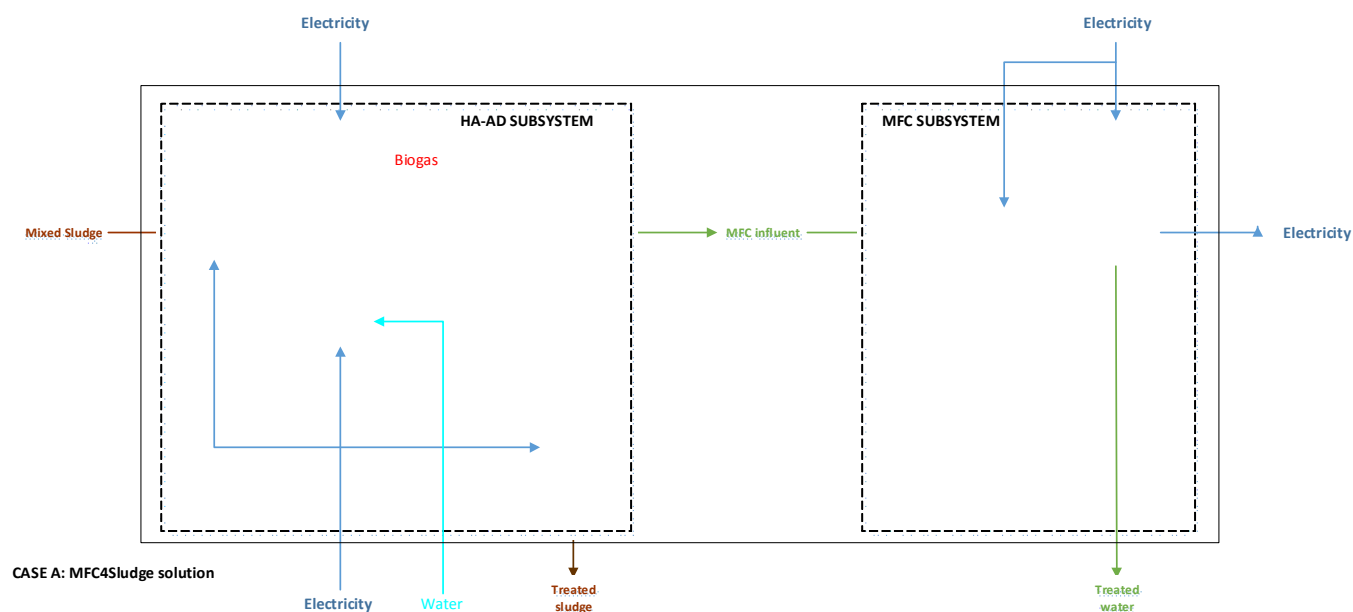 Electricity
Electricity
HA-AD SUBSYSTEM
MFC SUBSYSTEM
Biogas
Mixed Sludge
MFC influent
Electricity
CASE A: MFC4Sludge solution
Electricity
Water
Treated
sludge
Treated
water